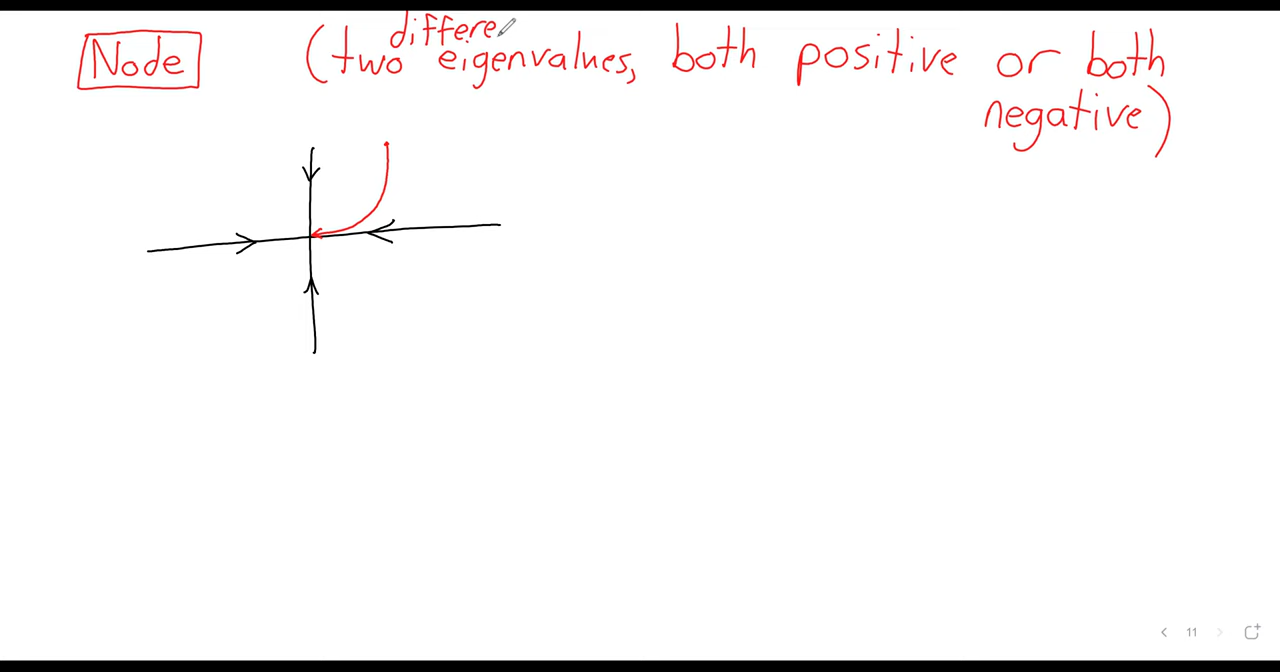 Node
differe
(two eigenvalues, both positive or both
negative)
11